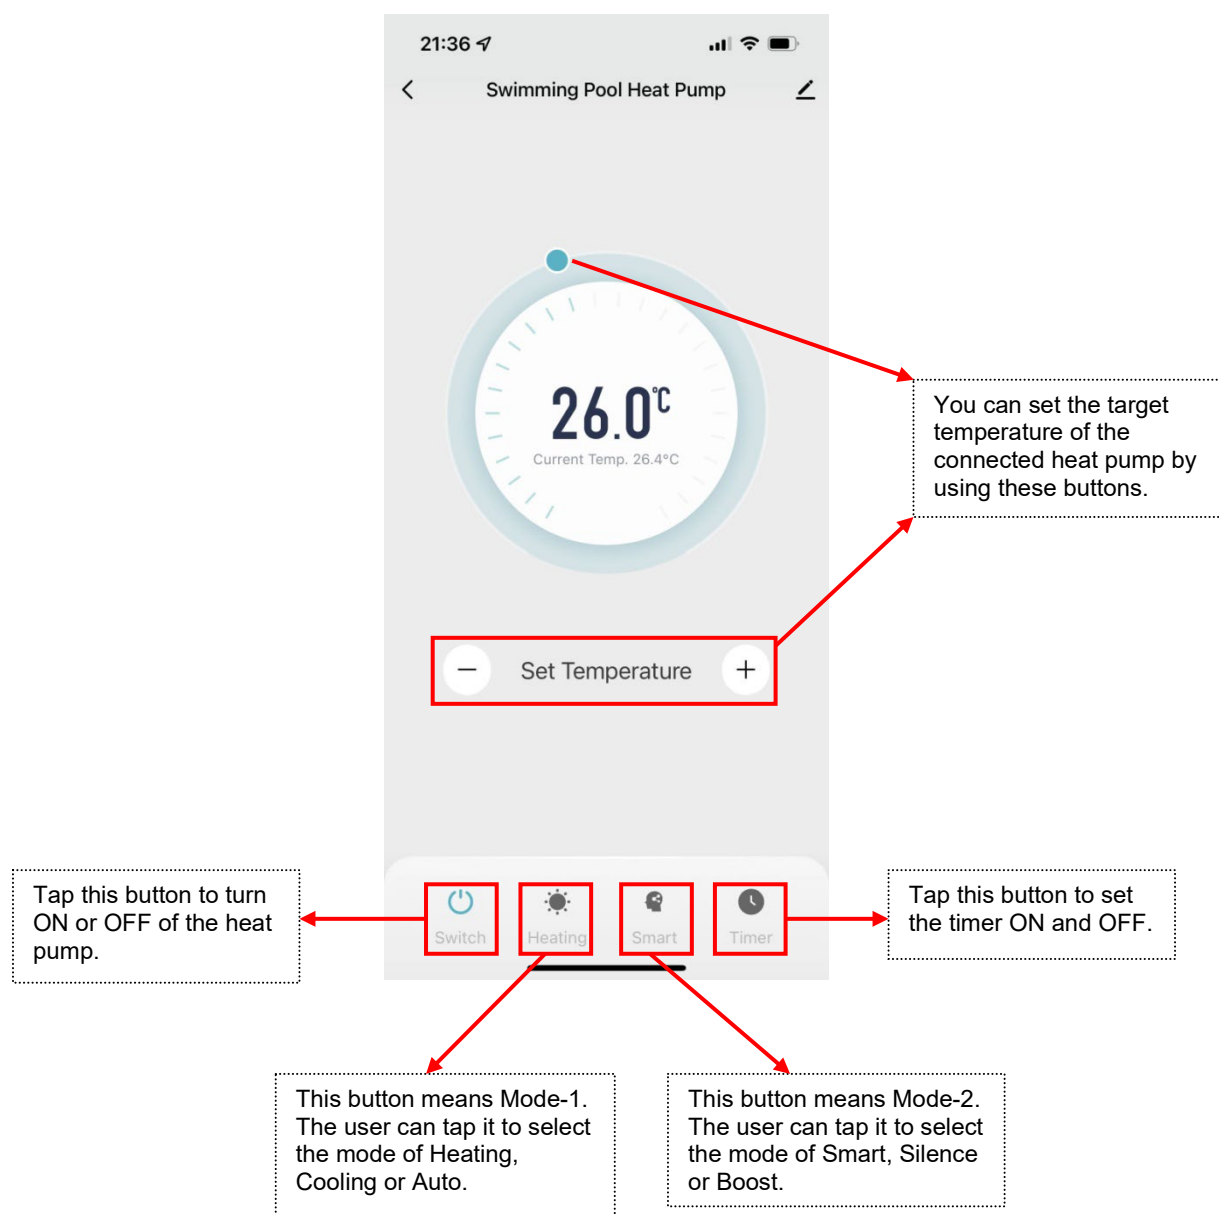 21:36
Swimming Pool Heat Pump
26.0°C
Current Temp. 26.4°C
You can set the target
temperature of the
connected heat pump by
using these buttons.
− Set Temperature +
Tap this button to turn
ON or OFF of the heat
pump.
Switch Heating Smart Timer
Tap this button to set
the timer ON and OFF.
This button means Mode-1.
The user can tap it to select
the mode of Heating,
Cooling or Auto.
This button means Mode-2.
The user can tap it to select
the mode of Smart, Silence
or Boost.